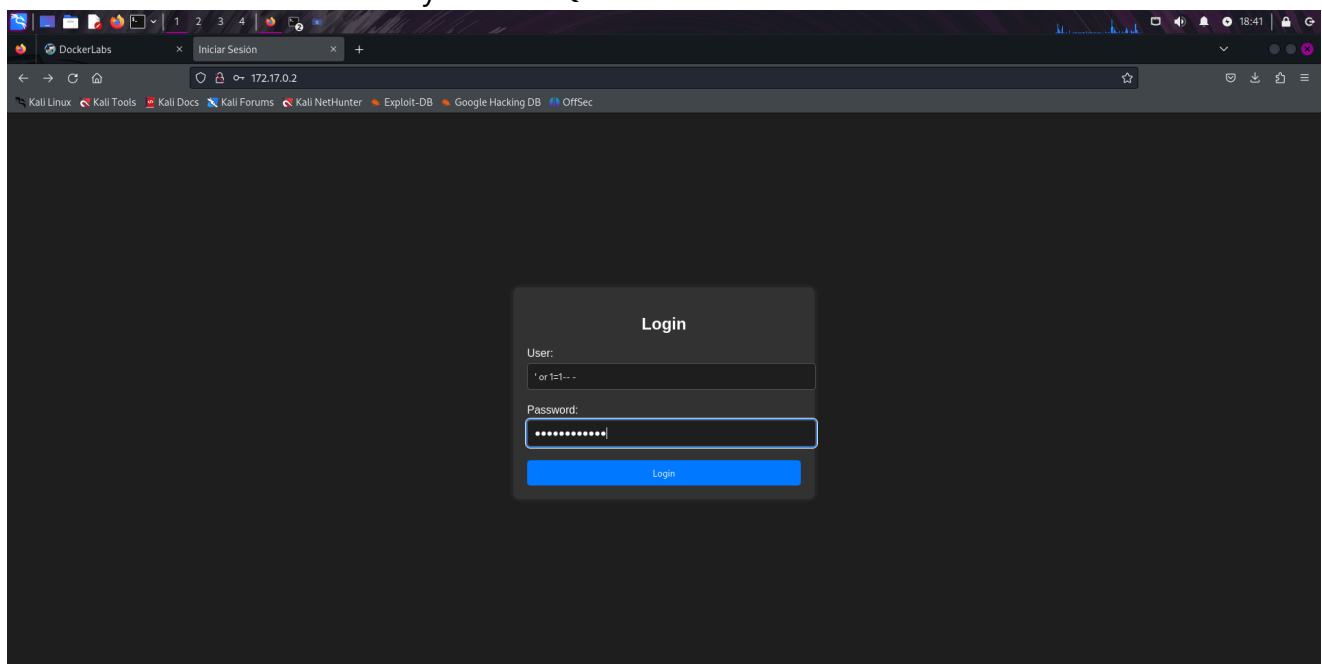 1 2 3 4 2 18:41
DockerLabs Iniciar Sesión
172.17.0.2
Kali Linux Kali Tools Kali Docs Kali Forums Kali NetHunter Exploit-DB Google Hacking DB OffSec
Login
User:
' or 1=1-- -
Password:
Login